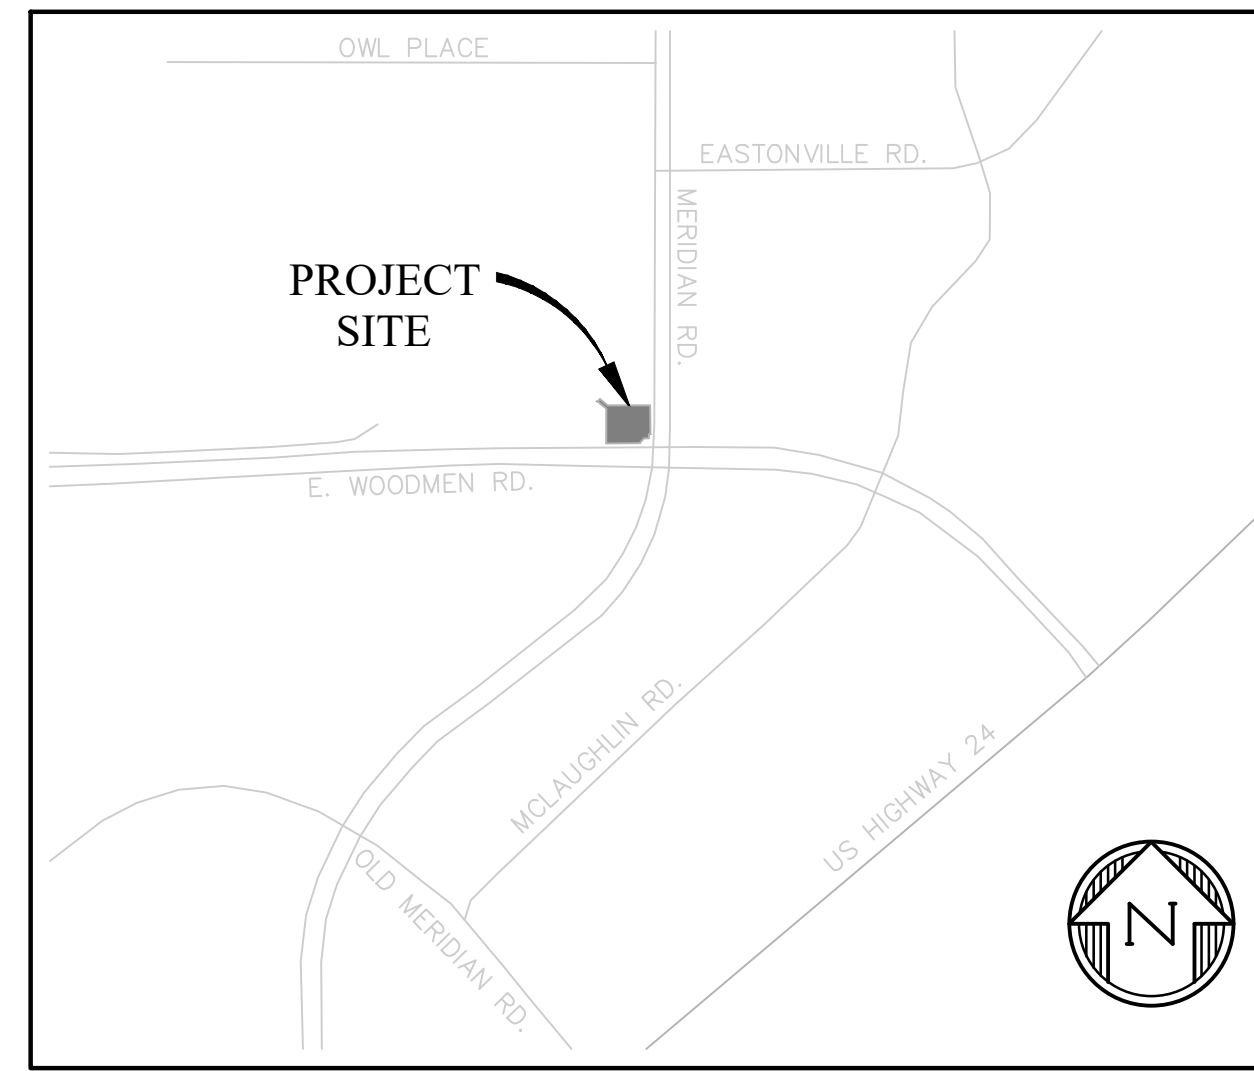 OWL PLACE
EASTONVILLE RD.
MERIDIAN RD.
PROJECT
SITE
E. WOODMEN RD.
MCLAUGHLIN RD.
US HIGHWAY 24
OLD MERIDIAN RD.
N